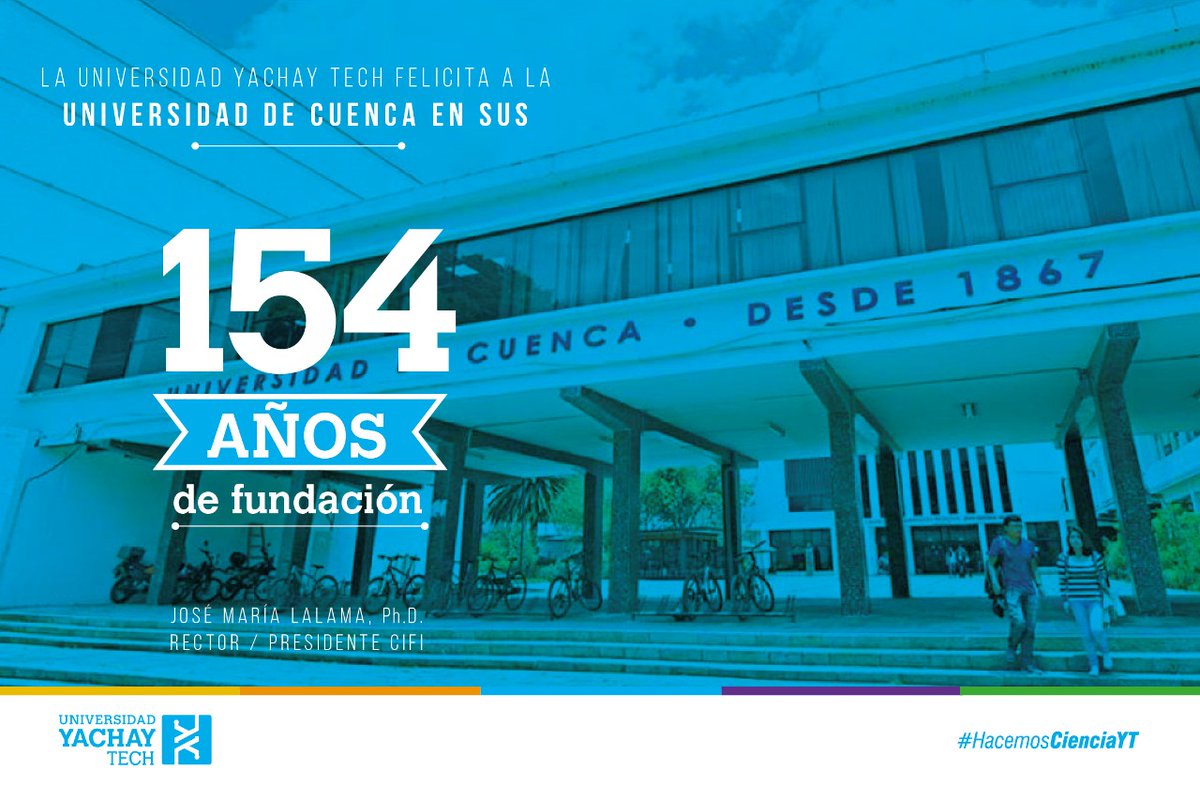 LA UNIVERSIDAD YACHAY TECH FELICITA A LA
UNIVERSIDAD DE CUENCA EN SUS
154
AÑOS
de fundación
UNIVERSIDAD CUENCA • DESDE 1867
JOSÉ MARÍA LALAMA, Ph.D.
RECTOR / PRESIDENTE CIFI
UNIVERSIDAD
YACHAY
TECH
#HacemosCienciaYT